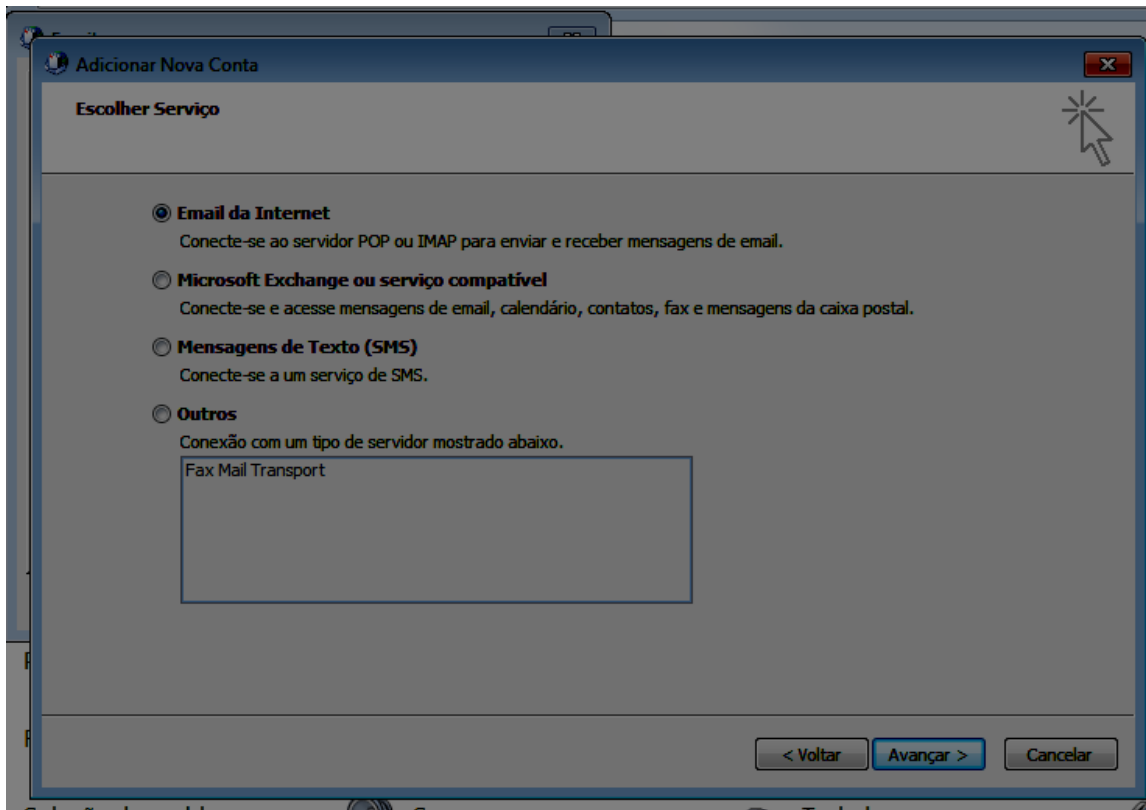 Adicionar Nova Conta
Escolher Serviço
Email da Internet
Conecte-se ao servidor POP ou IMAP para enviar e receber mensagens de email.
Microsoft Exchange ou serviço compatível
Conecte-se e acesse mensagens de email, calendário, contatos, fax e mensagens da caixa postal.
Mensagens de Texto (SMS)
Conecte-se a um serviço de SMS.
Outros
Conexão com um tipo de servidor mostrado abaixo.
Fax Mail Transport
< Voltar
Avançar >
Cancelar